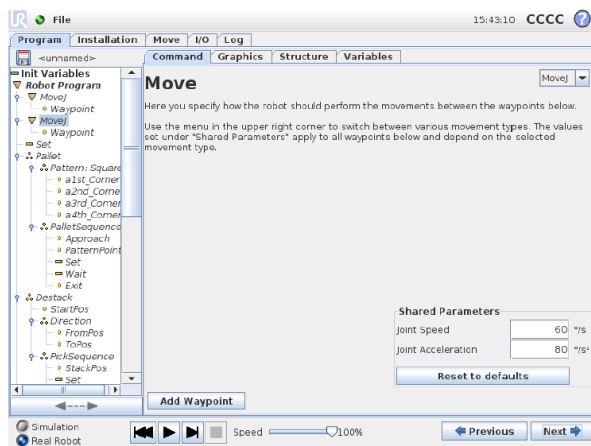 UR File 15:43:10 CCCC ?
Program Installation Move I/O Log
<unnamed>
Command Graphics Structure Variables
Init Variables
Robot Program
MoveJ
Waypoint
MoveJ
Waypoint
Set
Pallet
Pattern: Square
a1st_Corner
a2nd_Corne
a3rd_Corner
a4th_Corner
PalletSequence
Approach
PatternPoint
Set
Wait
Exit
Destack
StartPos
Direction
FromPos
ToPos
PickSequence
StackPos
Set
Move
MoveJ
Here you specify how the robot should perform the movements between the waypoints below.
Use the menu in the upper right corner to switch between various movement types. The values
set under "Shared Parameters" apply to all waypoints below and depend on the selected
movement type.
Shared Parameters
Joint Speed 60 °/s
Joint Acceleration 80 °/s²
Reset to defaults
Add Waypoint
Simulation
Real Robot
Speed 100%
Previous Next